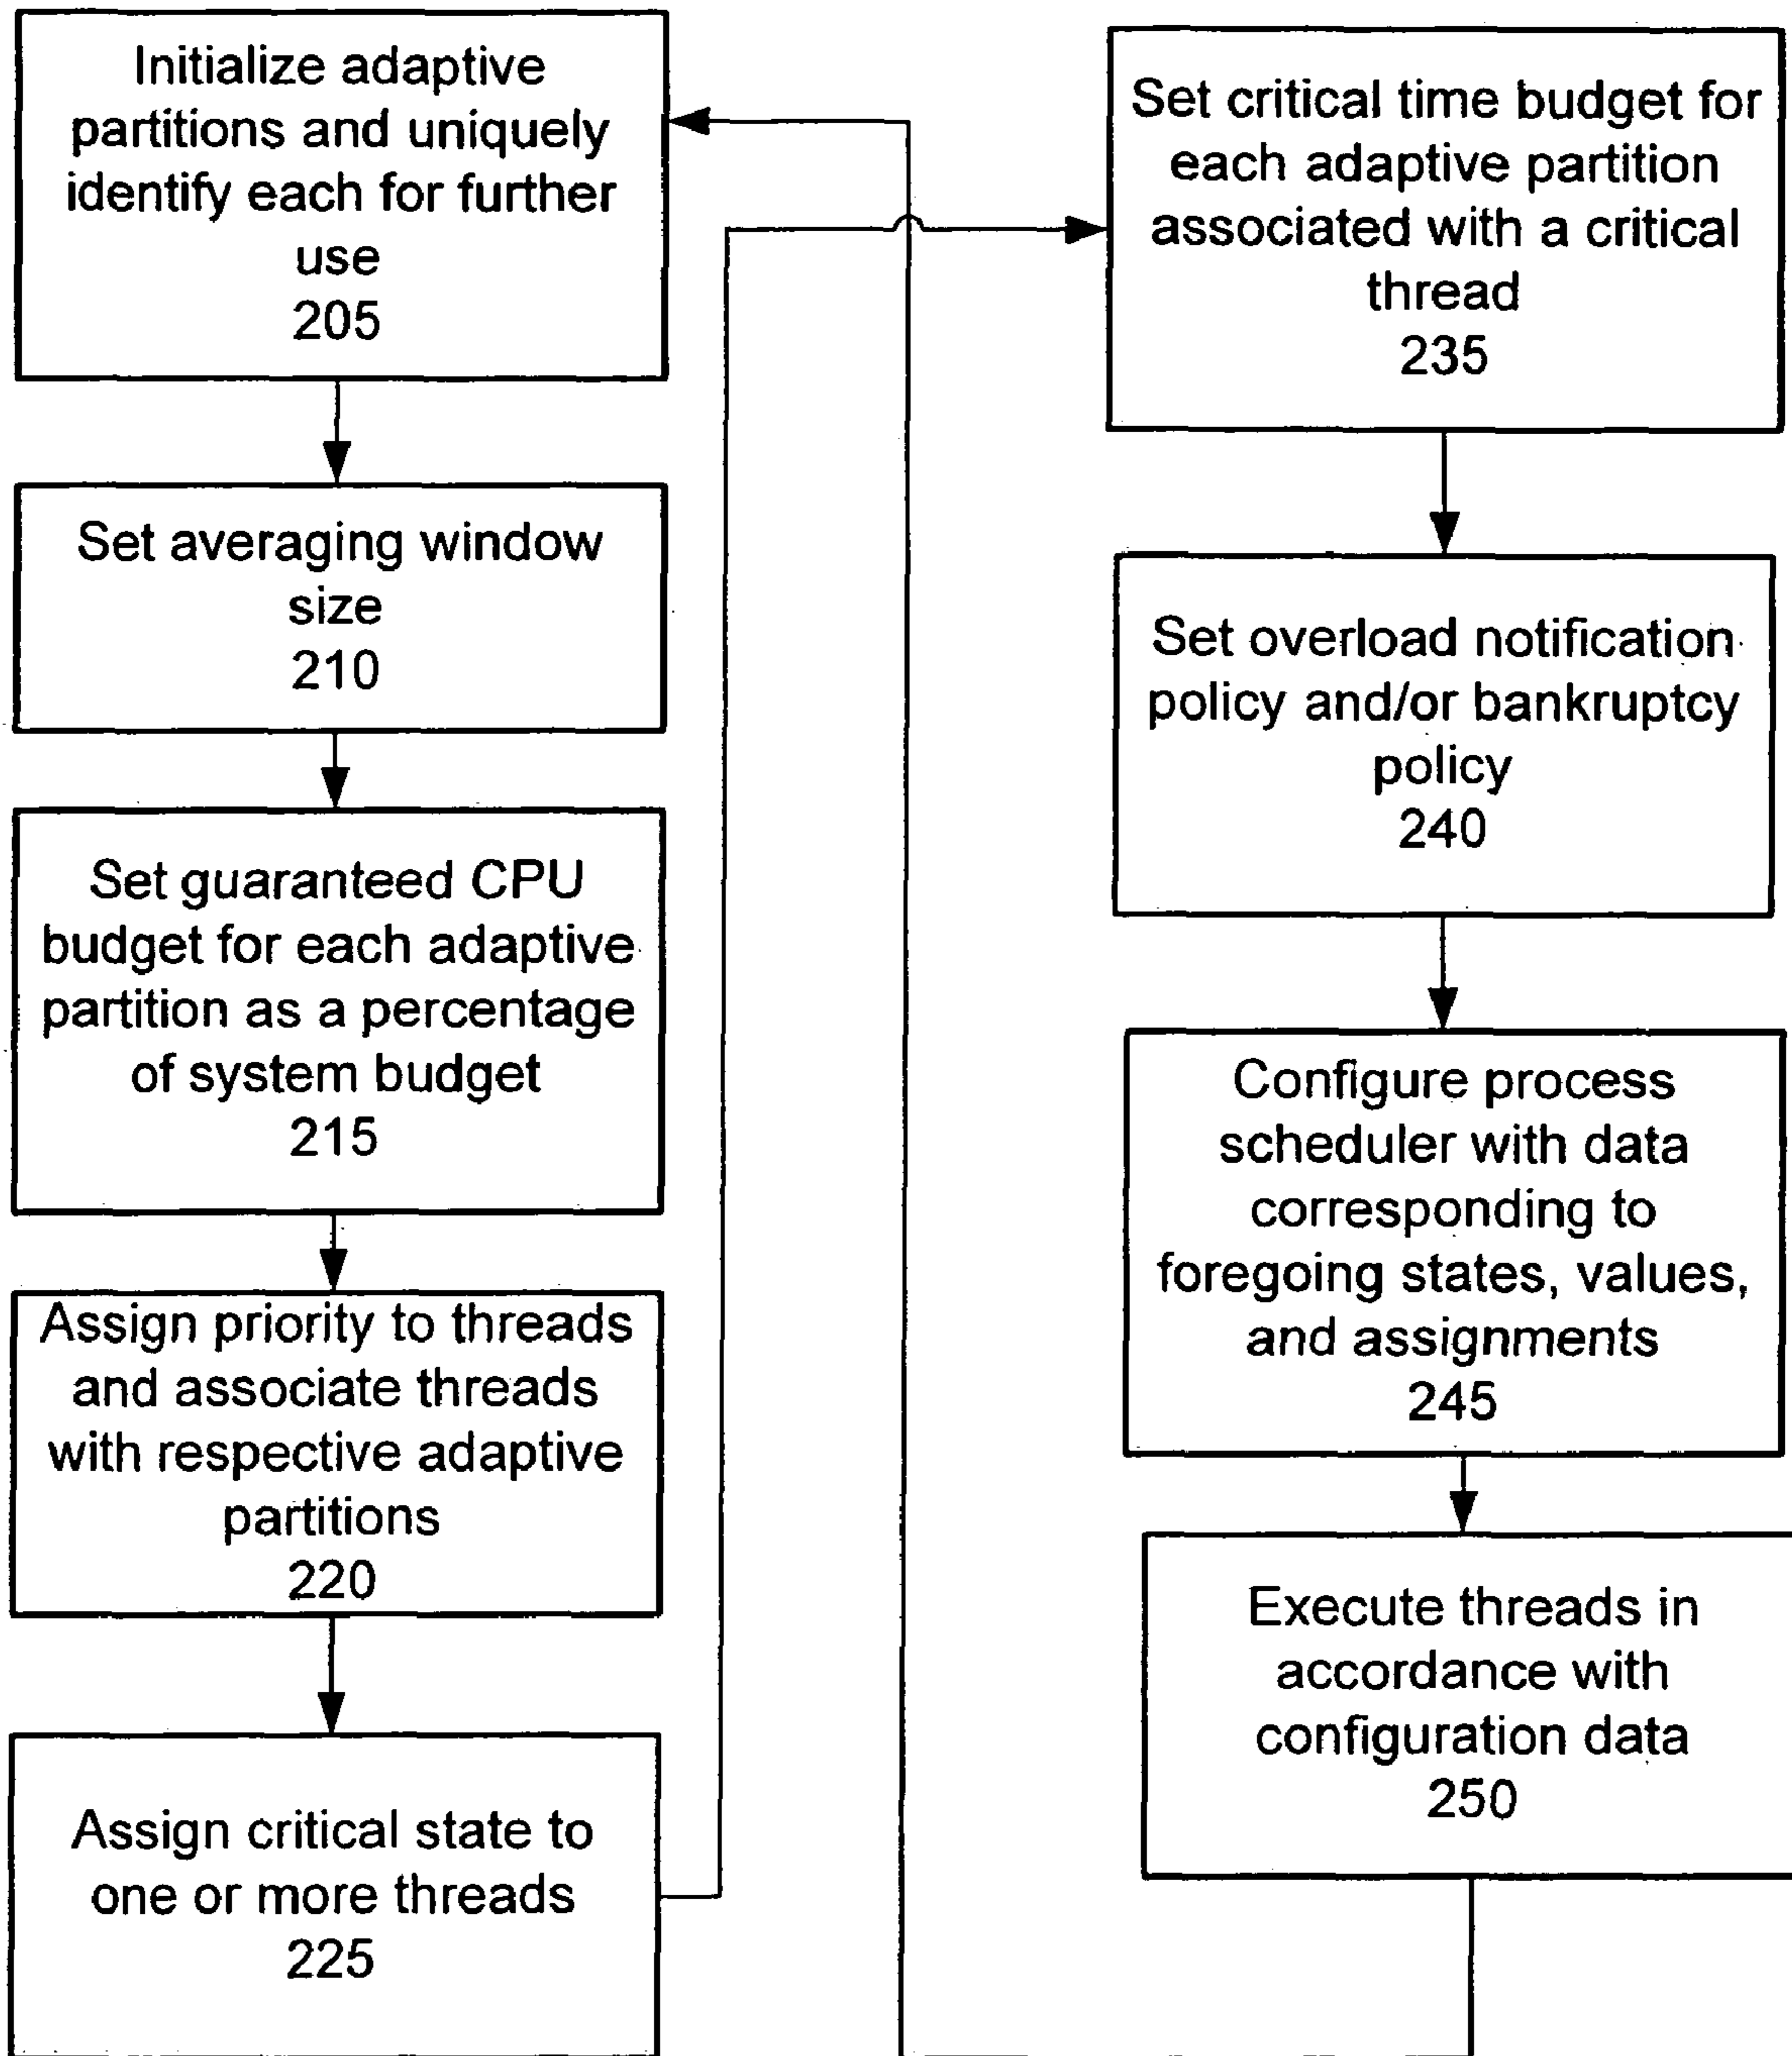 Initialize adaptive
partitions and uniquely
identify each for further
use
205
Set averaging window
size
210
Set guaranteed CPU
budget for each adaptive
partition as a percentage
of system budget
215
Assign priority to threads
and associate threads
with respective adaptive
partitions
220
Assign critical state to
one or more threads
225
Set critical time budget for
each adaptive partition
associated with a critical
thread
235
Set overload notification
policy and/or bankruptcy
policy
240
Configure process
scheduler with data
corresponding to
foregoing states, values,
and assignments
245
Execute threads in
accordance with
configuration data
250